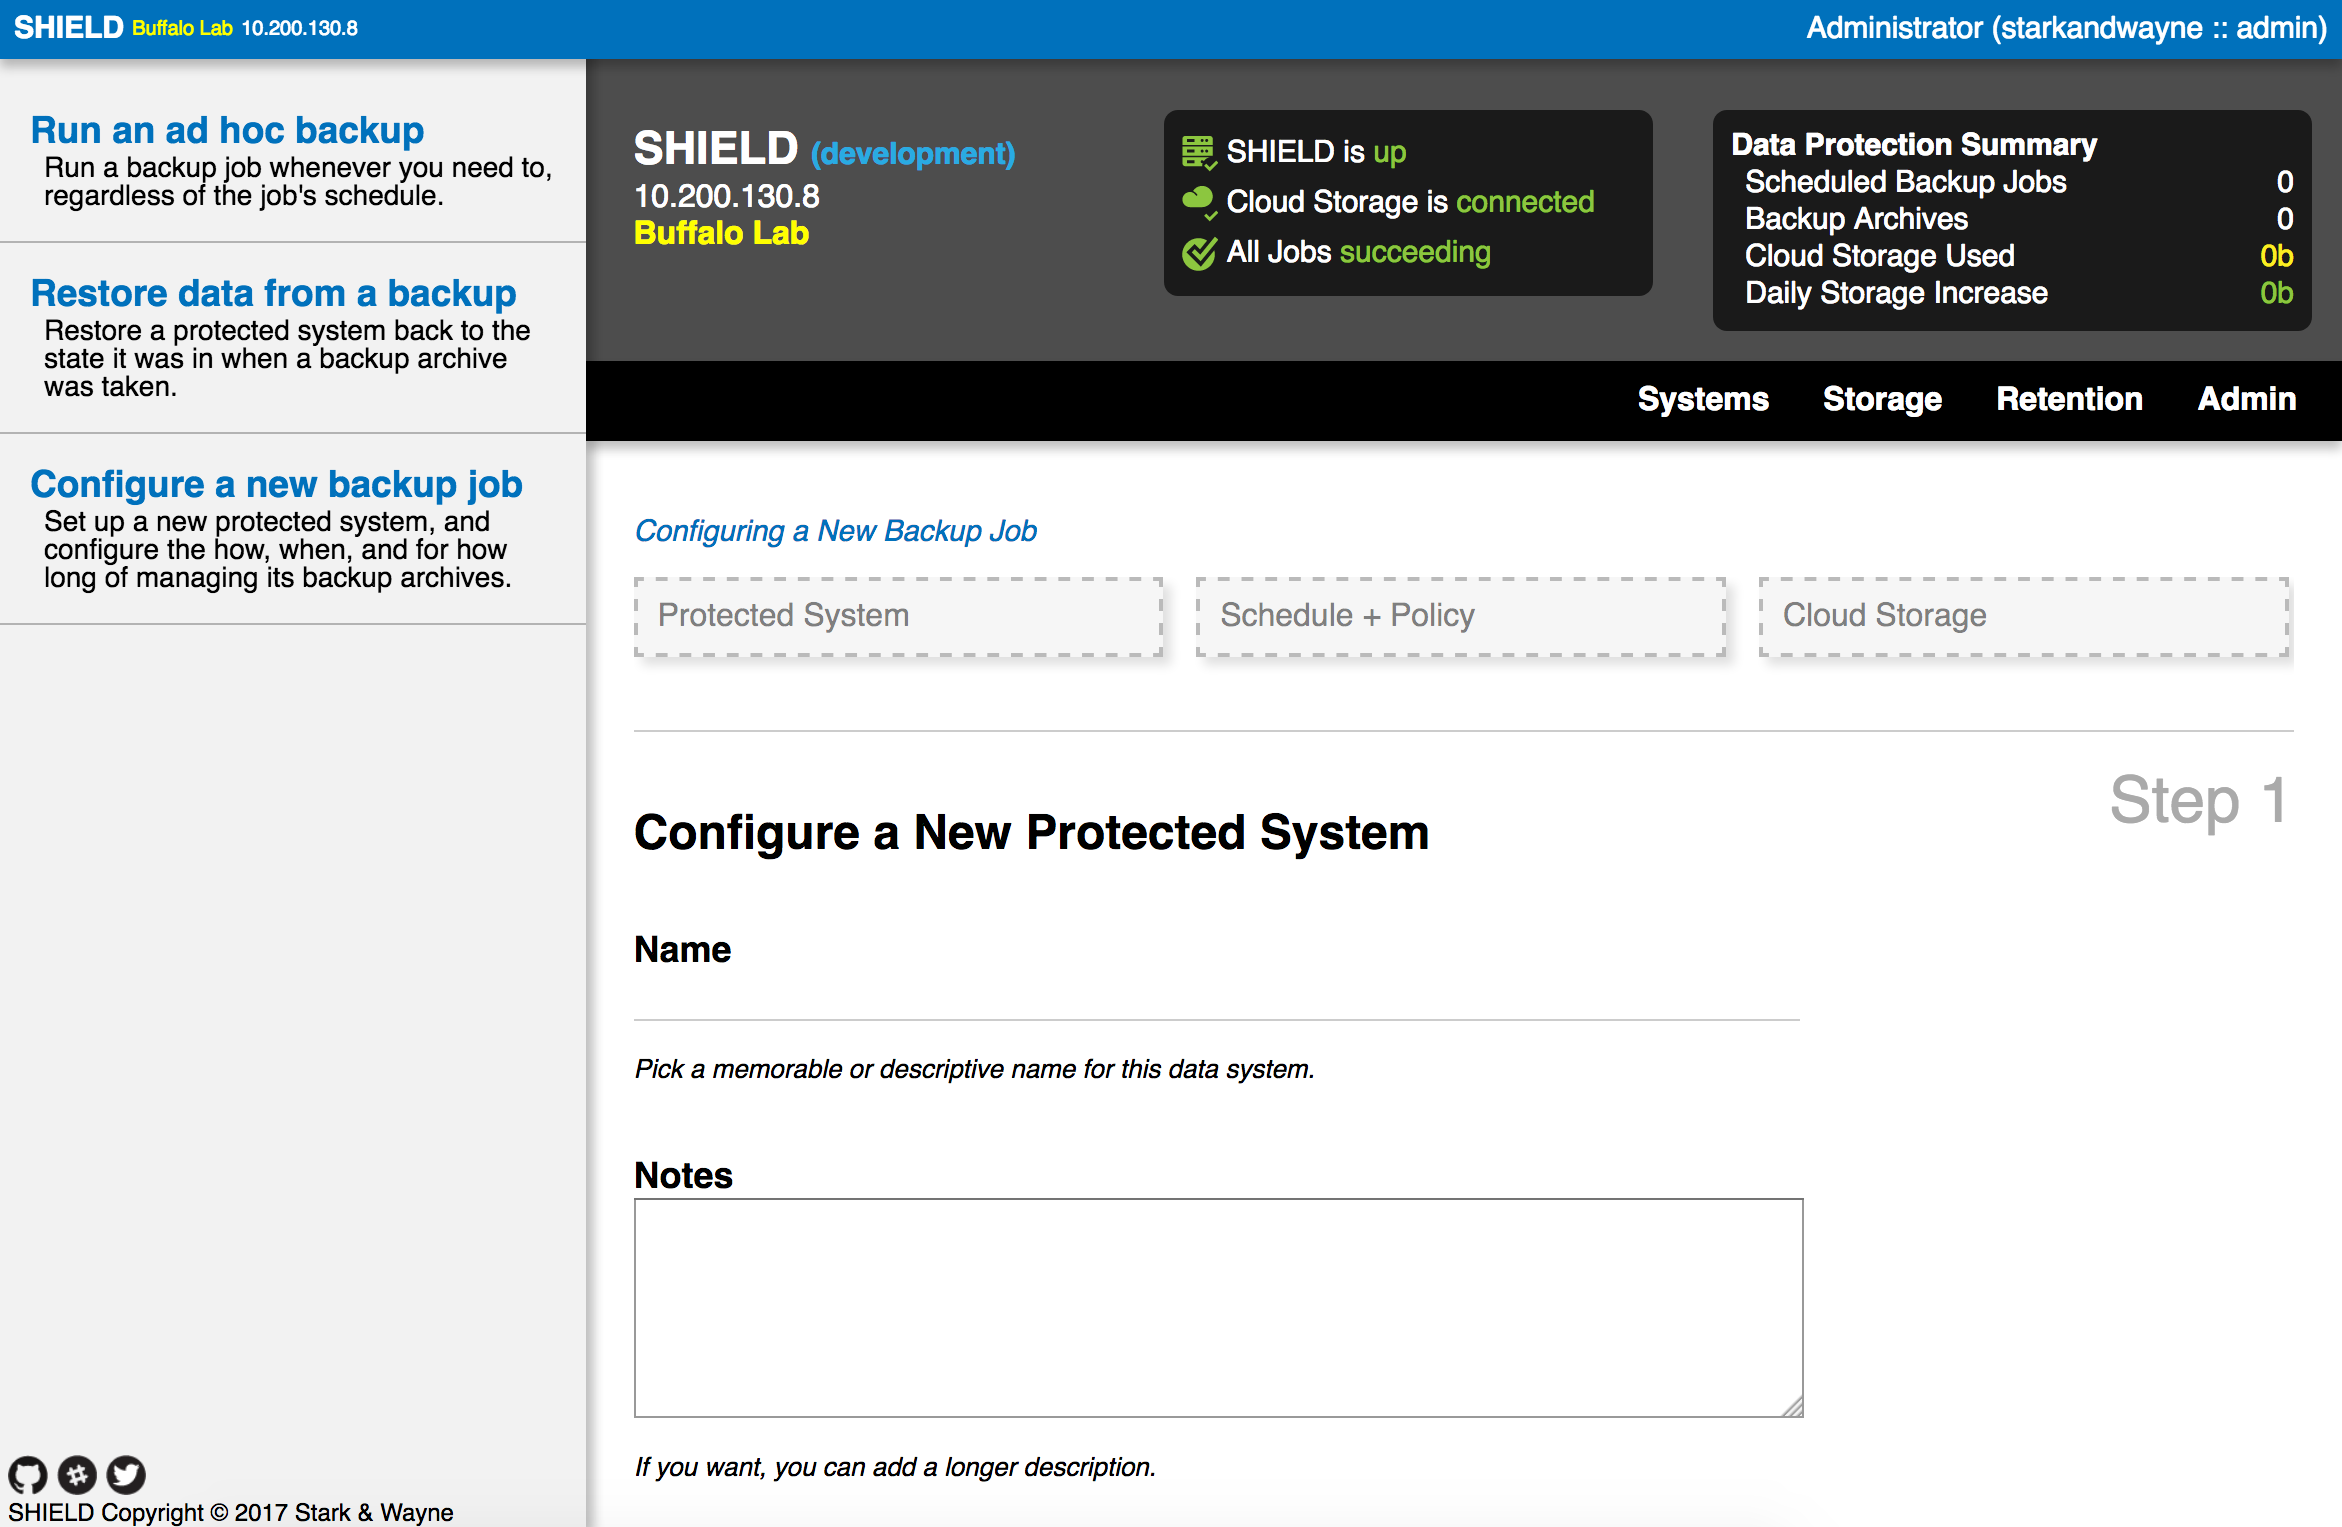 SHIELD Buffalo Lab 10.200.130.8
Administrator (starkandwayne :: admin)
Run an ad hoc backup
Run a backup job whenever you need to,
regardless of the job's schedule.
Restore data from a backup
Restore a protected system back to the
state it was in when a backup archive
was taken.
Configure a new backup job
Set up a new protected system, and
configure the how, when, and for how
long of managing its backup archives.
SHIELD Copyright © 2017 Stark & Wayne
SHIELD (development)
10.200.130.8
Buffalo Lab
SHIELD is up
Cloud Storage is connected
All Jobs succeeding
Data Protection Summary
Scheduled Backup Jobs 0
Backup Archives 0
Cloud Storage Used 0b
Daily Storage Increase 0b
Systems Storage Retention Admin
Configuring a New Backup Job
Protected System
Schedule + Policy
Cloud Storage
Step 1
Configure a New Protected System
Name
Pick a memorable or descriptive name for this data system.
Notes
If you want, you can add a longer description.